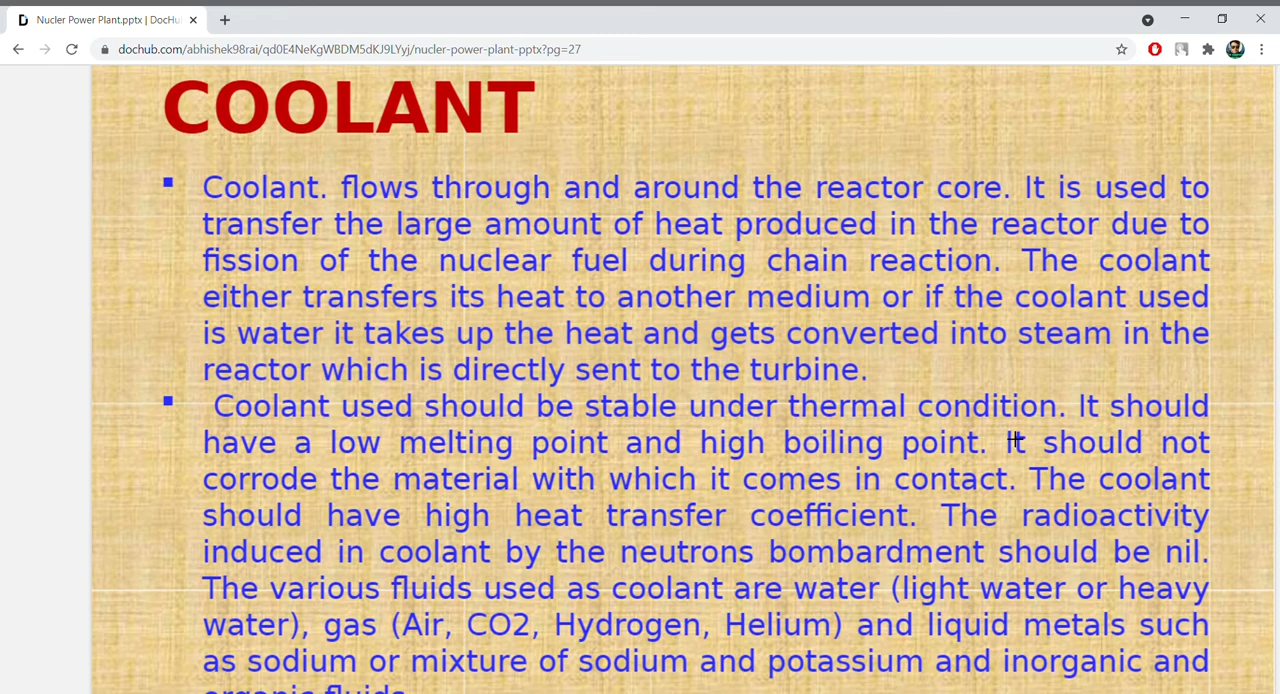 Nucler Power Plant.pptx | DocHu
dochub.com/abhishek98rai/qd0E4NeKgWBDM5dKJ9LYyj/nucler-power-plant-pptx?pg=27
COOLANT
▪ Coolant. flows through and around the reactor core. It is used to
transfer the large amount of heat produced in the reactor due to
fission of the nuclear fuel during chain reaction. The coolant
either transfers its heat to another medium or if the coolant used
is water it takes up the heat and gets converted into steam in the
reactor which is directly sent to the turbine.
▪ Coolant used should be stable under thermal condition. It should
have a low melting point and high boiling point. It should not
corrode the material with which it comes in contact. The coolant
should have high heat transfer coefficient. The radioactivity
induced in coolant by the neutrons bombardment should be nil.
The various fluids used as coolant are water (light water or heavy
water), gas (Air, CO2, Hydrogen, Helium) and liquid metals such
as sodium or mixture of sodium and potassium and inorganic and
organic fluids.